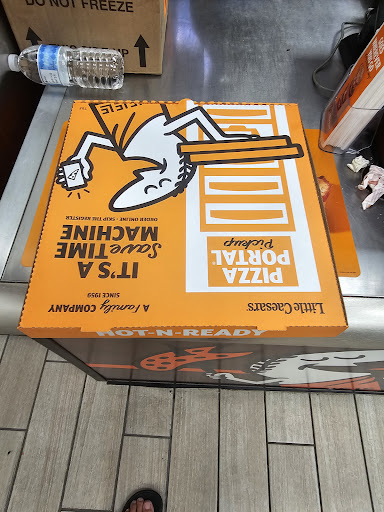 DO NOT FREEZE
UP
IT'S A
Save TIME
MACHINE
ORDER ONLINE · SKIP THE REGISTER
PIZZA
PORTAL
Pickup
A Family COMPANY
SINCE 1959
Little Caesars
HOT-N-READY